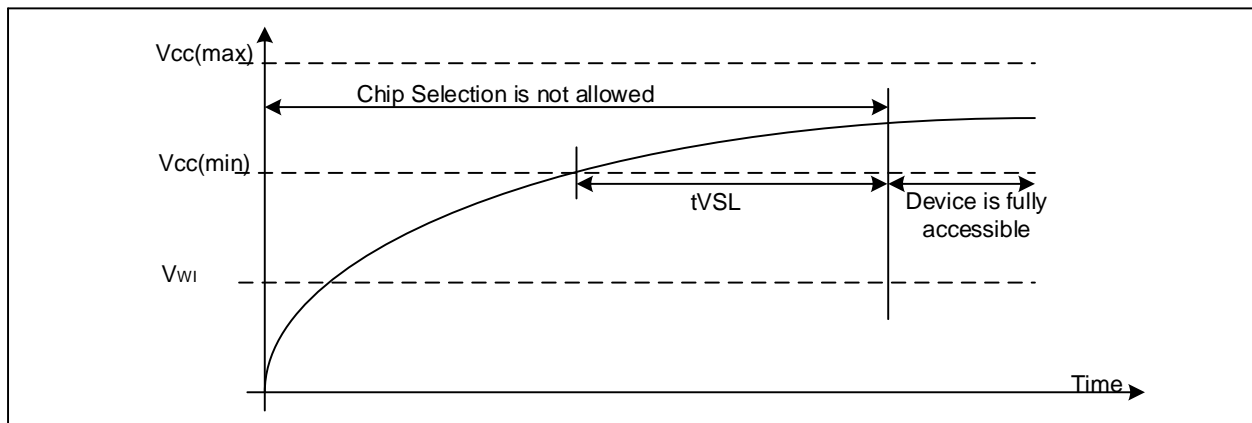 Vcc(max)
Chip Selection is not allowed
Vcc(min)
tVSL
Device is fully
accessible
VWI
Time